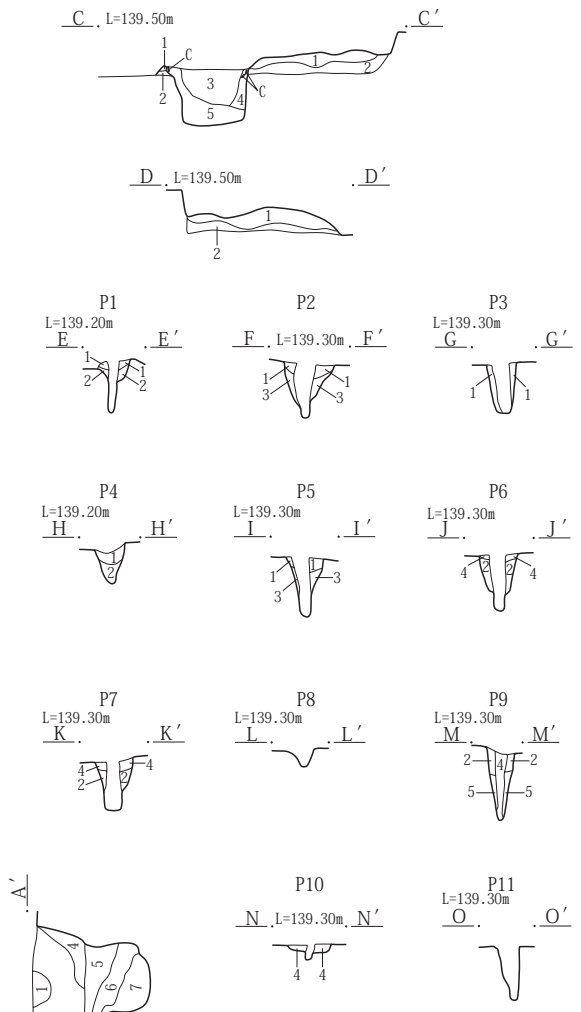 C . L=139.50m . C′
1 C 1 2
3
2 4 C
5
D . L=139.50m . D′
1
2
P1 P2 P3
L=139.20m L=139.30m
E . . E′ F . L=139.30m . F′ G . . G′
1 1 1 1
2 2 3 3 1 1
P4 P5 P6
L=139.20m L=139.30m L=139.30m
H . . H′ I . . I′ J . . J′
1 1 1 4 2 2 4
2 3 3
P7 P8 P9
L=139.30m L=139.30m L=139.30m
K . . K′ L . . L′ M . . M′
4 4 2 4 2
2 2 5 5
A′
.
P10 P11
L=139.30m
N . L=139.30m . N′ O . . O′
4 5
1 6 7
4 4